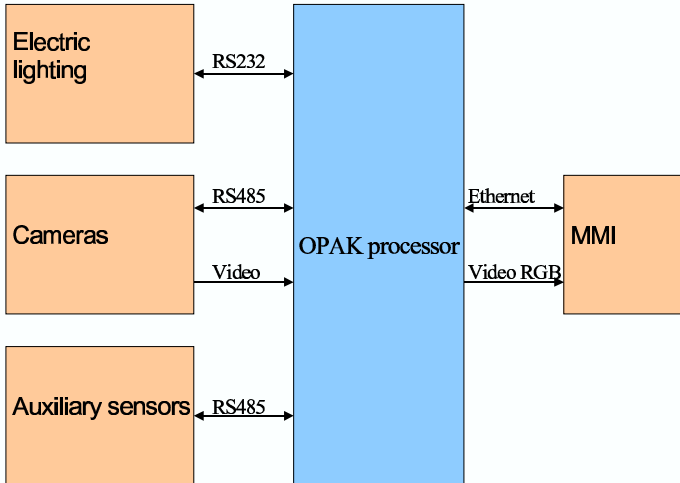 Electric
lighting
RS232
RS485
Cameras
Video
OPAK processor
Ethernet
MMI
Video RGB
Auxiliary sensors
RS485